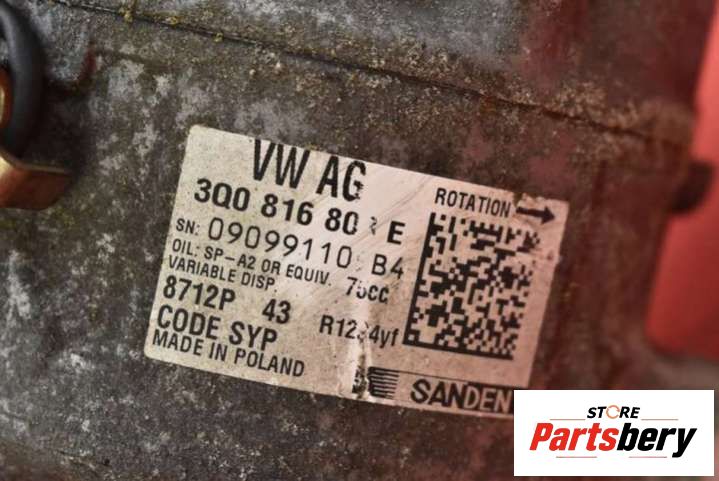 VW AG
ROTATION
3Q0 816 80 E
SN: 09099110 B4
OIL: SP-A2 OR EQUIV.
VARIABLE DISP.
8712P 43
CODE SYP
MADE IN POLAND
SANDEN
STORE
Partsbery